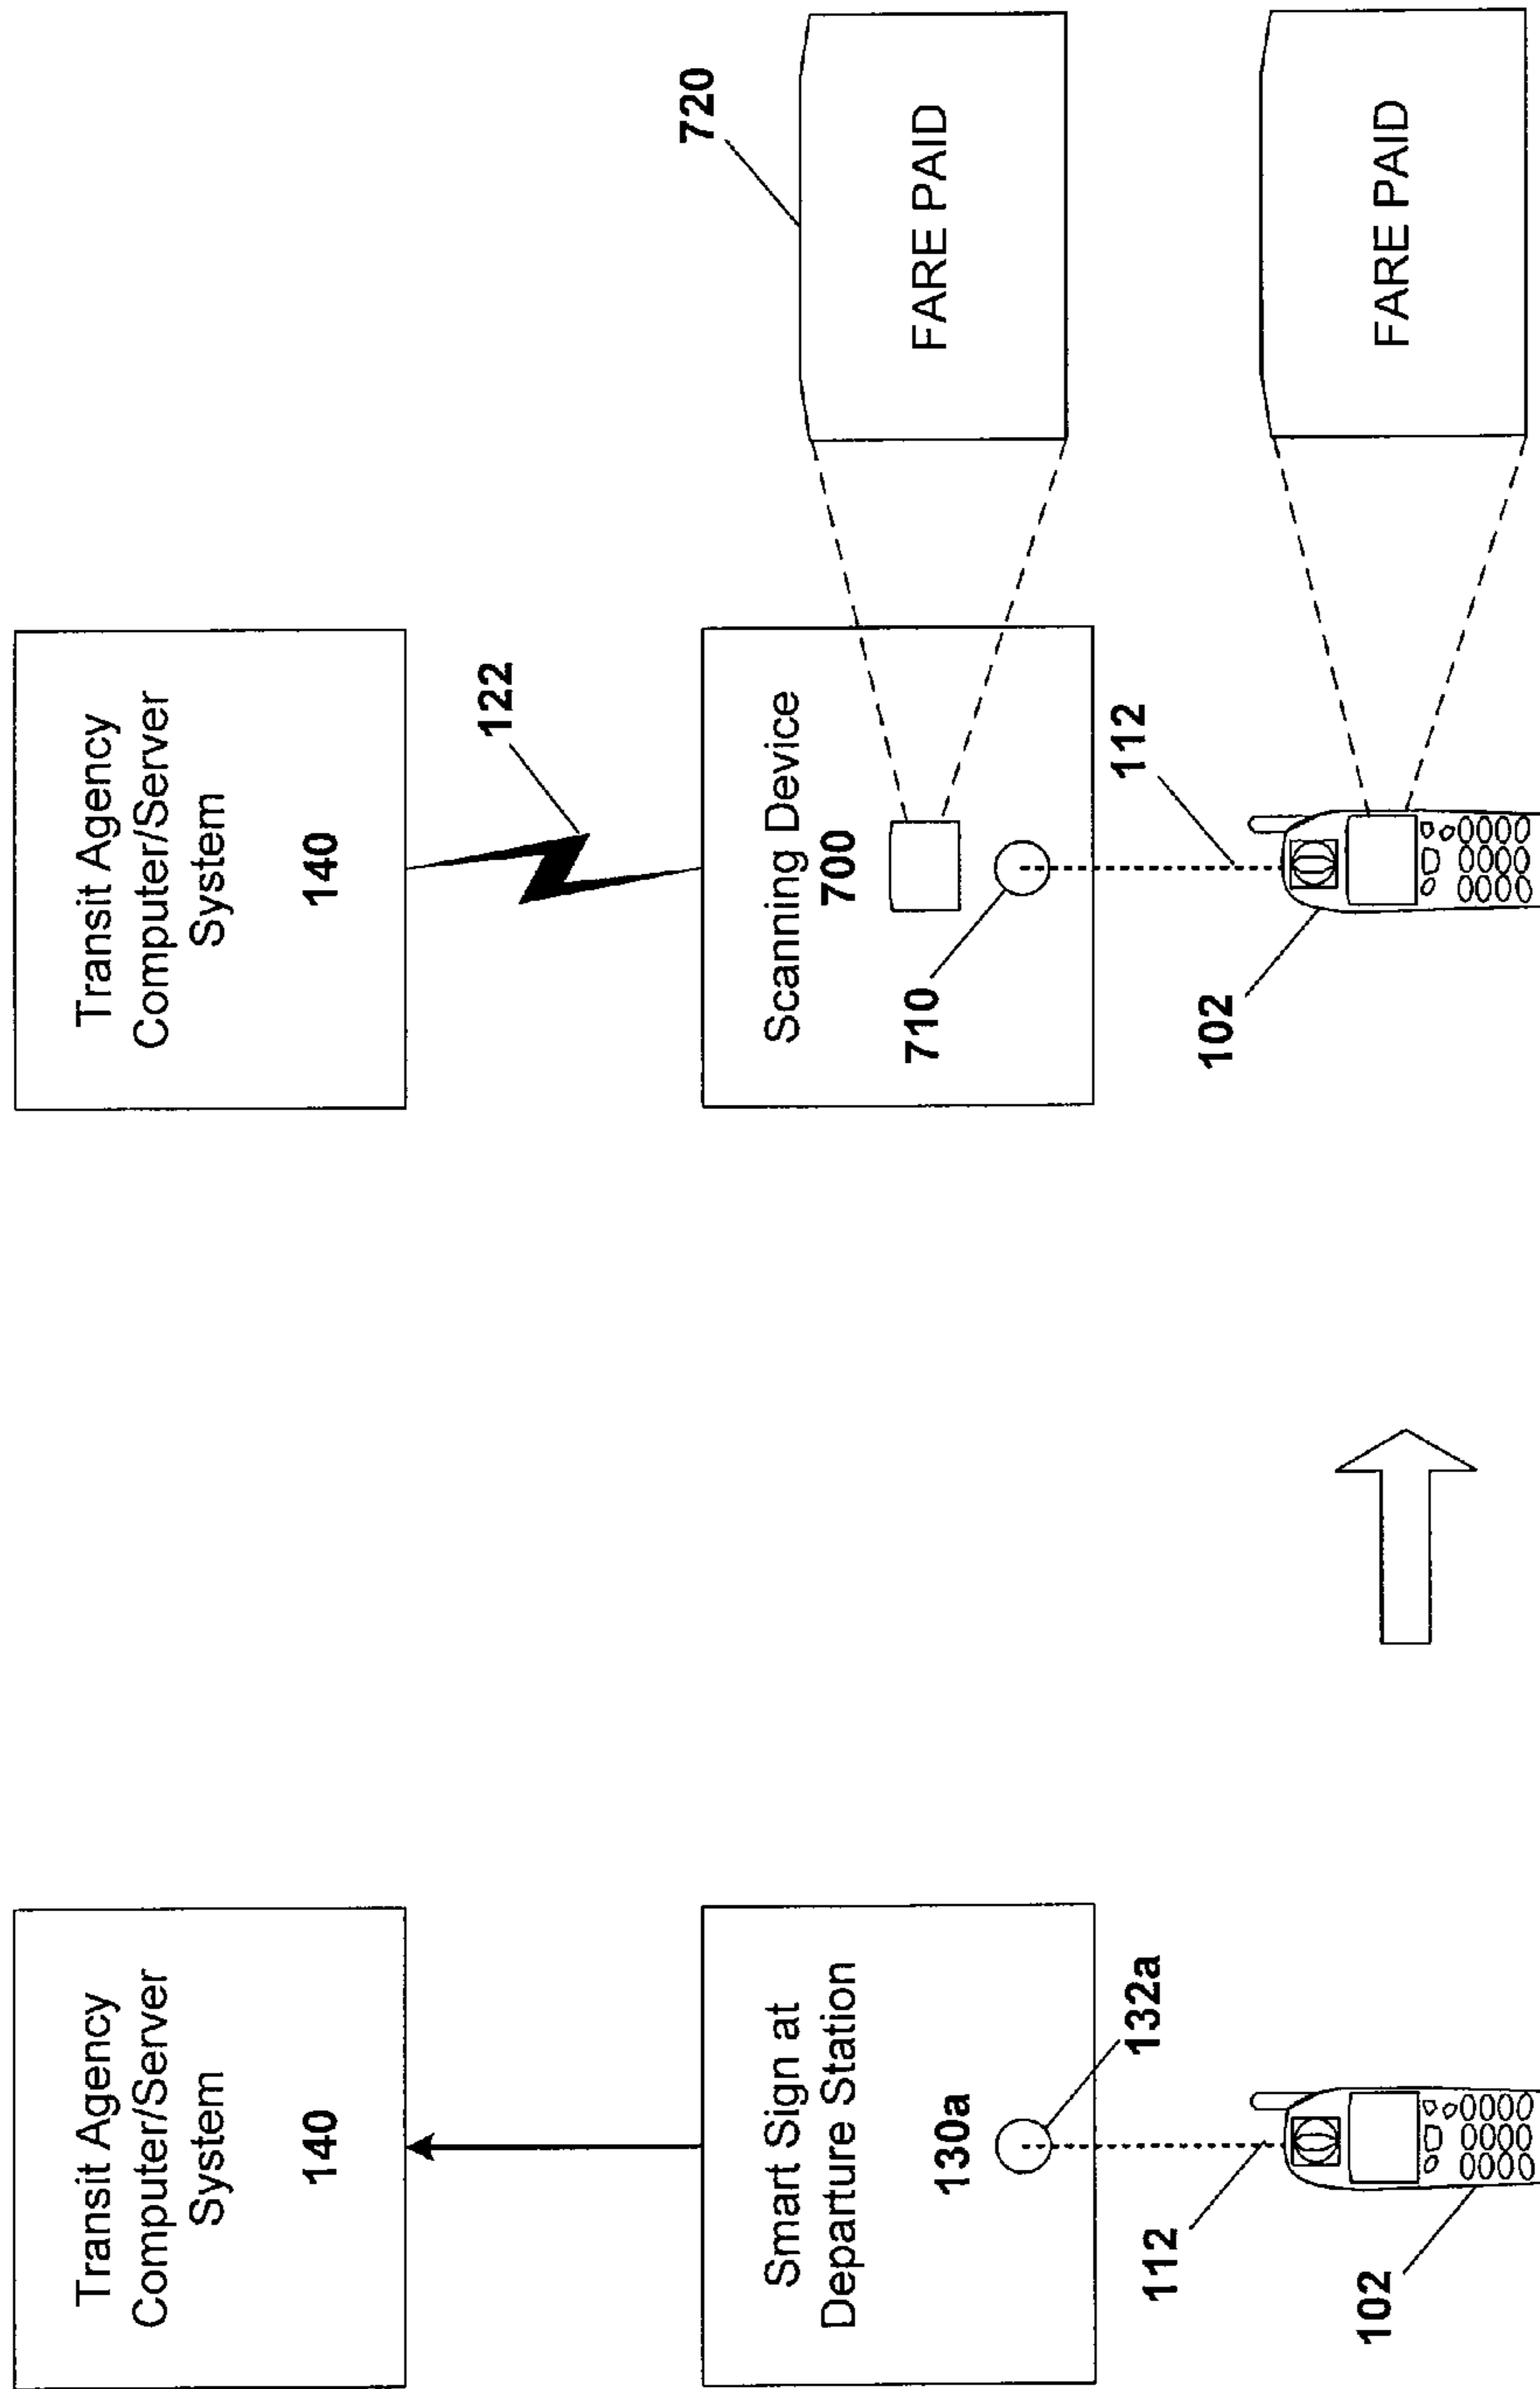 Transit Agency
Computer/Server
System
140
Smart Sign at
Departure Station
130a
132a
112
102
Transit Agency
Computer/Server
System
140
122
Scanning Device
700
710
720
FARE PAID
112
102
FARE PAID